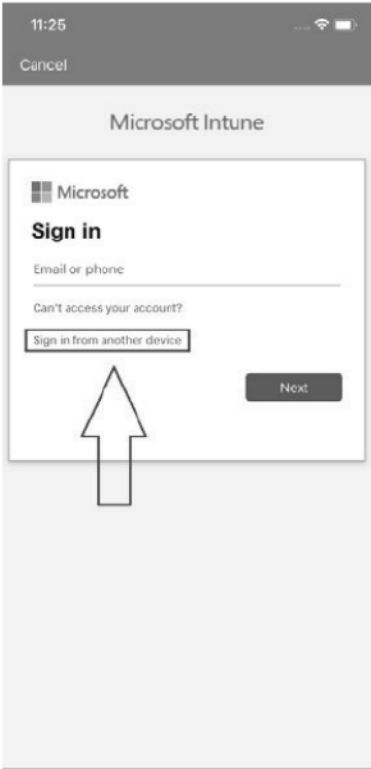 11:25
Cancel
Microsoft Intune
Microsoft
Sign in
Email or phone
Can't access your account?
Sign in from another device
Next